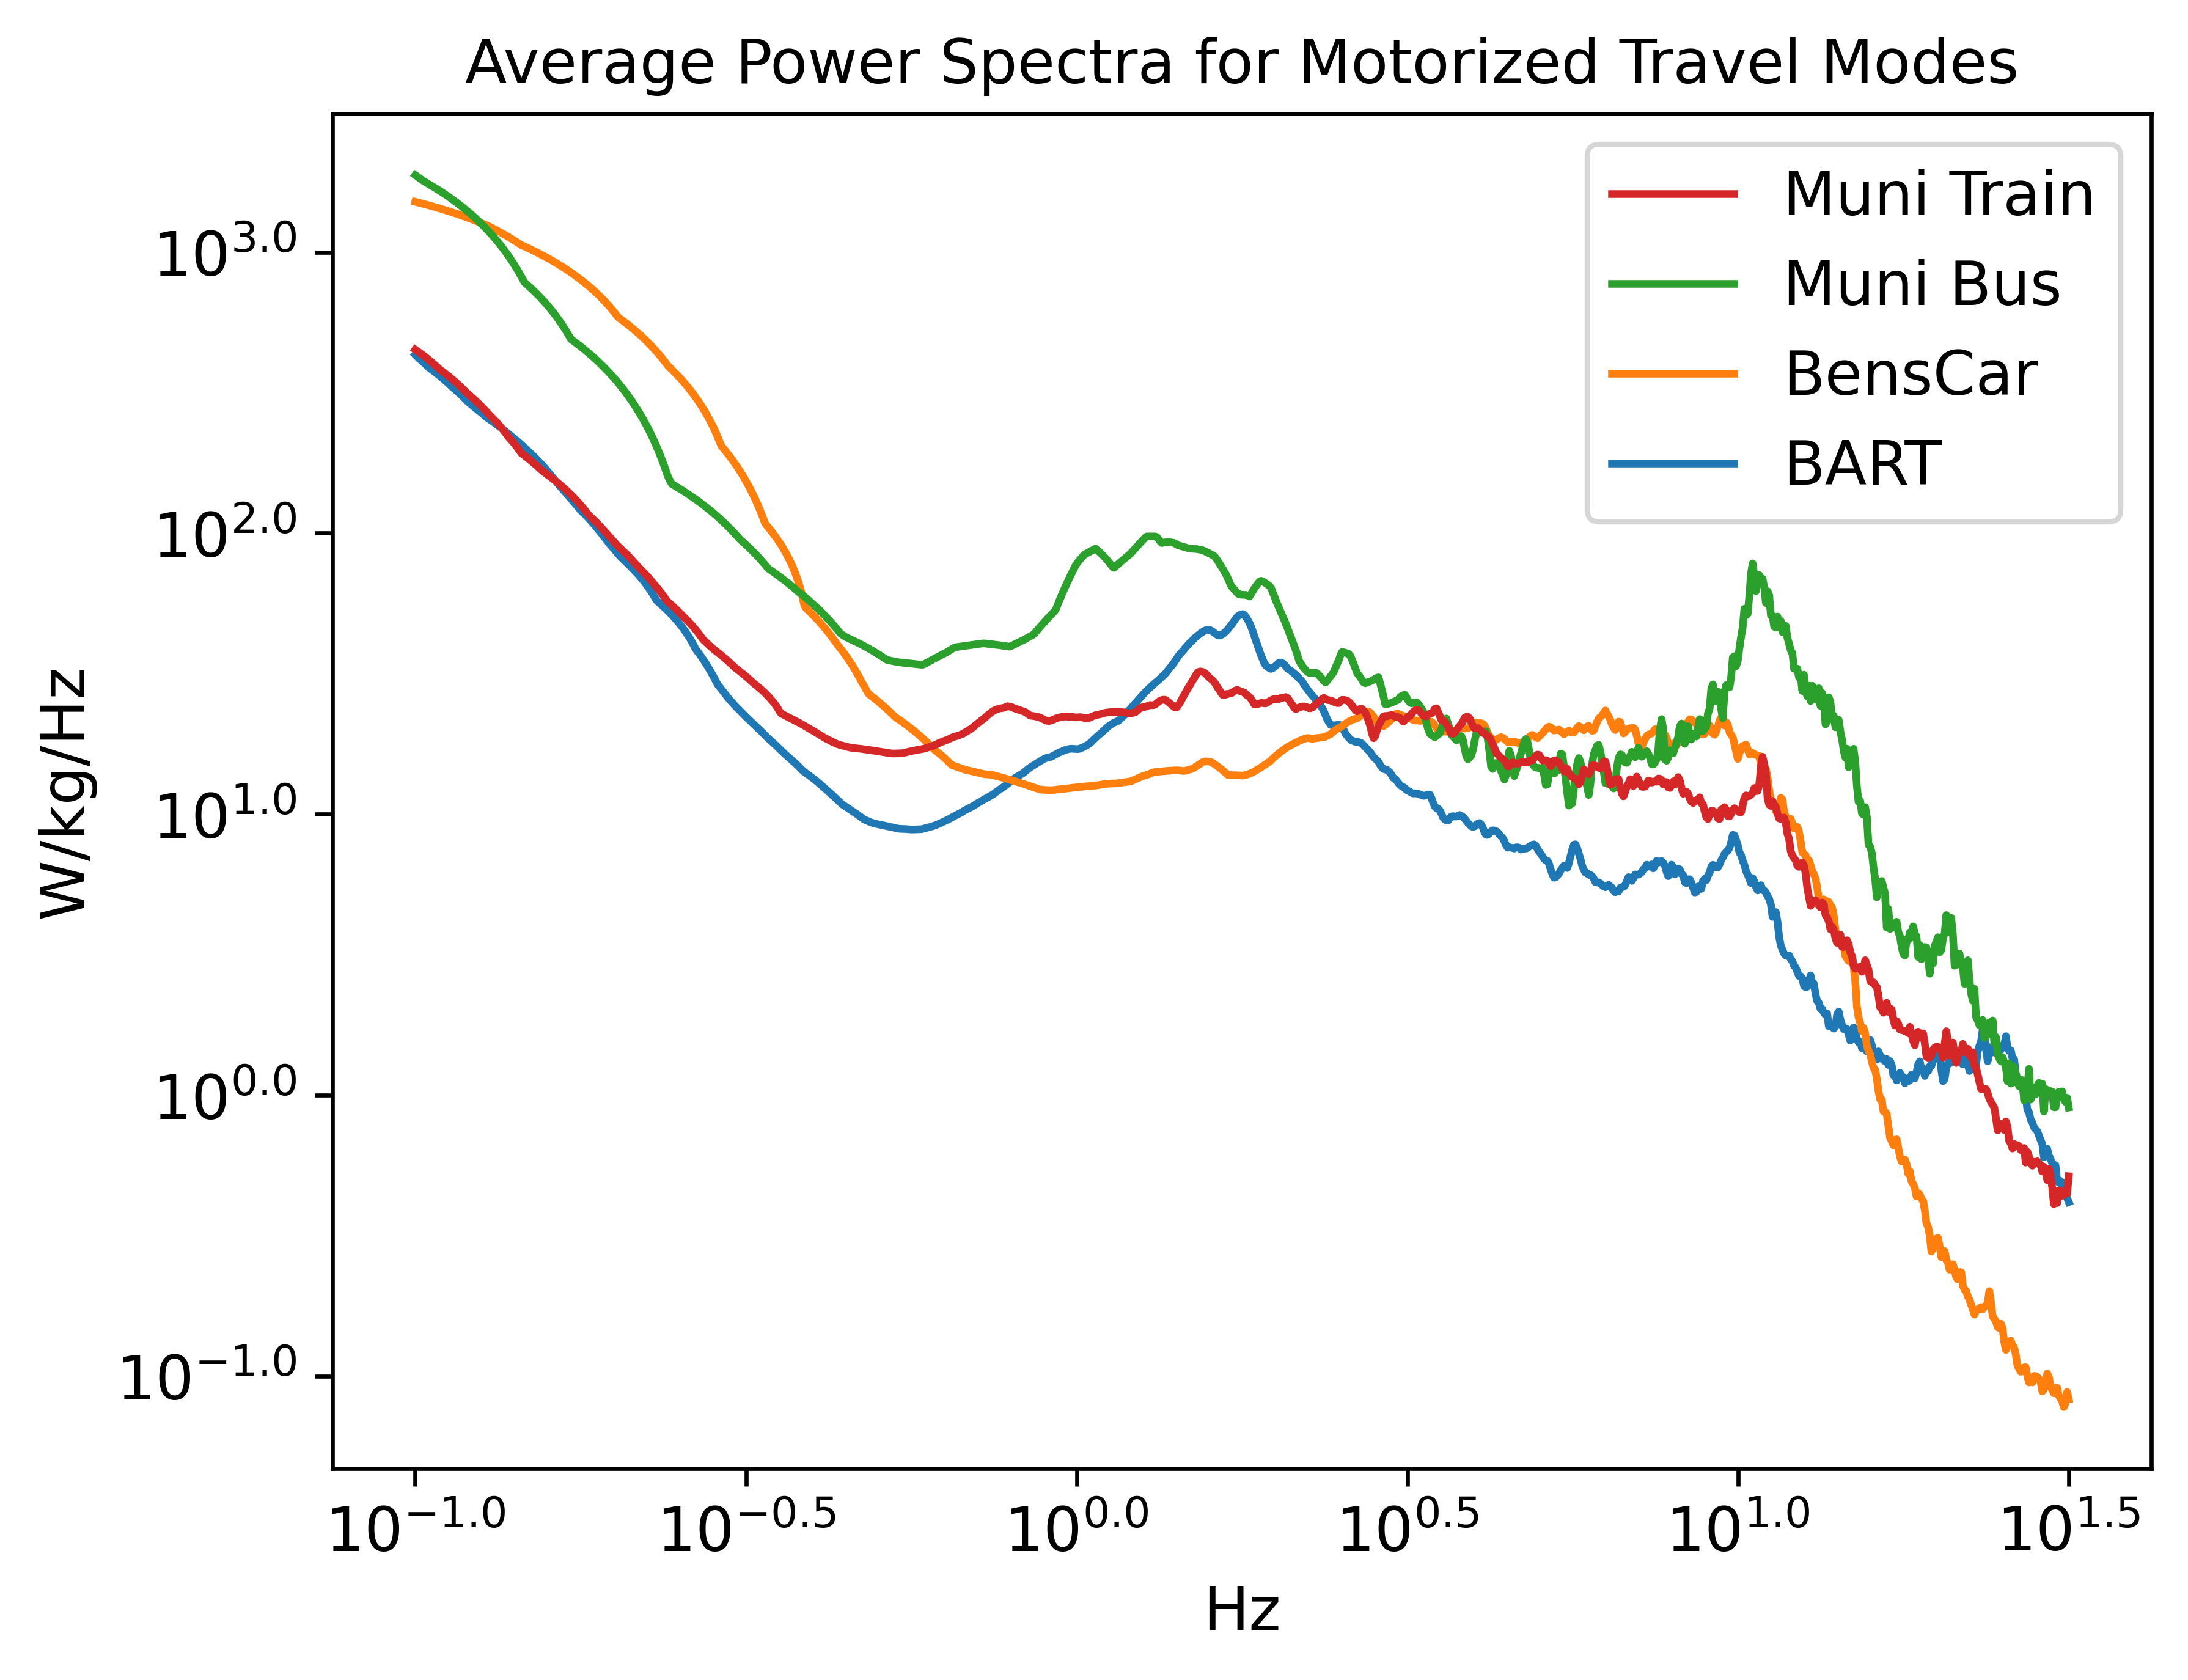 Average Power Spectra for Motorized Travel Modes
Muni Train
Muni Bus
BensCar
BART
W/kg/Hz
10^3.0
10^2.0
10^1.0
10^0.0
10^−1.0
10^−1.0 10^−0.5 10^0.0 10^0.5 10^1.0 10^1.5
Hz